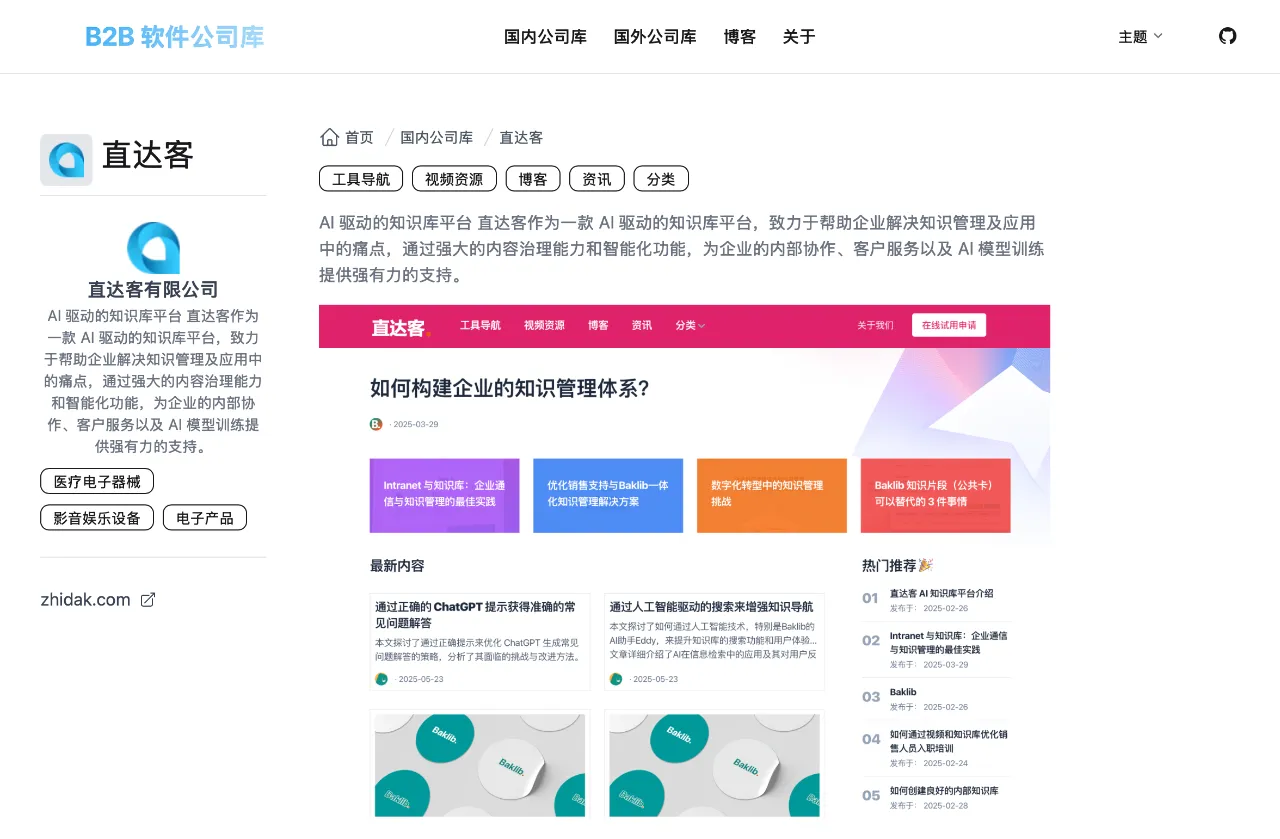 B2B 软件公司库
国内公司库 国外公司库 博客 关于
主题
直达客
直达客有限公司
AI 驱动的知识库平台 直达客作为
一款 AI 驱动的知识库平台，致力
于帮助企业解决知识管理及应用中
的痛点，通过强大的内容治理能力
和智能化功能，为企业的内部协
作、客户服务以及 AI 模型训练提
供强有力的支持。
医疗电子器械
影音娱乐设备 电子产品
zhidak.com
首页 / 国内公司库 / 直达客
工具导航 视频资源 博客 资讯 分类
AI 驱动的知识库平台 直达客作为一款 AI 驱动的知识库平台，致力于帮助企业解决知识管理及应用
中的痛点，通过强大的内容治理能力和智能化功能，为企业的内部协作、客户服务以及 AI 模型训练
提供强有力的支持。
直达客 工具导航 视频资源 博客 资讯 分类 关于我们 在线试用申请
如何构建企业的知识管理体系?
B. · 2025-03-29
Intranet 与知识库：企业通
信与知识管理的最佳实践
优化销售支持与Baklib一体
化知识管理解决方案
数字化转型中的知识管理
挑战
Baklib 知识片段（公共卡）
可以替代的 3 件事情
最新内容
通过正确的 ChatGPT 提示获得准确的常
见问题解答
本文探讨了通过正确提示来优化 ChatGPT 生成常见
问题解答的策略，分析了其面临的挑战与改进方法。
· 2025-05-23
通过人工智能驱动的搜索来增强知识导航
本文探讨了如何通过人工智能技术，特别是Baklib的
AI助手Eddy，来提升知识库的搜索功能和用户体验...
文章详细介绍了AI在信息检索中的应用及其对用户反
· 2025-05-23
Baklib.
Baklib.
Baklib.
Baklib.
Baklib.
Baklib.
热门推荐🎉
01 直达客 AI 知识库平台介绍
发布于： 2025-02-26
02 Intranet 与知识库：企业通信
与知识管理的最佳实践
发布于： 2025-03-29
03 Baklib
发布于： 2025-02-26
04 如何通过视频和知识库优化销
售人员入职培训
发布于： 2025-02-24
05 如何创建良好的内部知识库
发布于： 2025-02-28